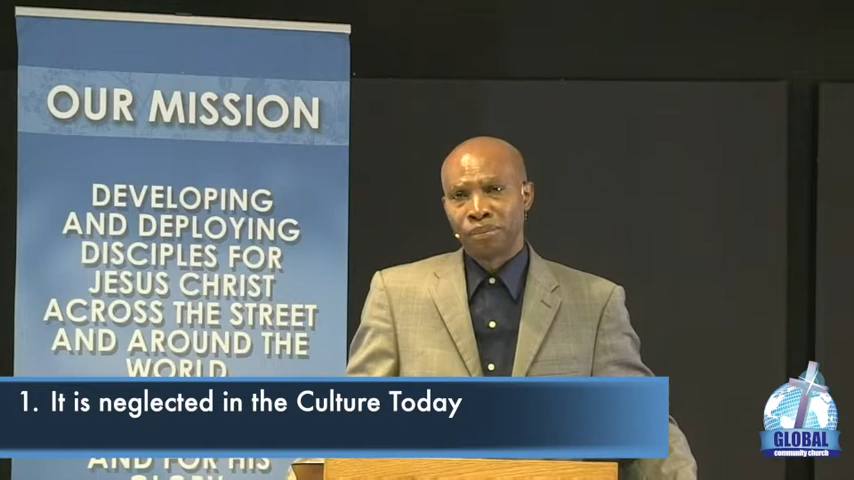 OUR MISSION
DEVELOPING
AND DEPLOYING
DISCIPLES FOR
JESUS CHRIST
ACROSS THE STREET
AND AROUND THE
WORLD
1. It is neglected in the Culture Today
AND FOR HIS
GLORY
GLOBAL
community church